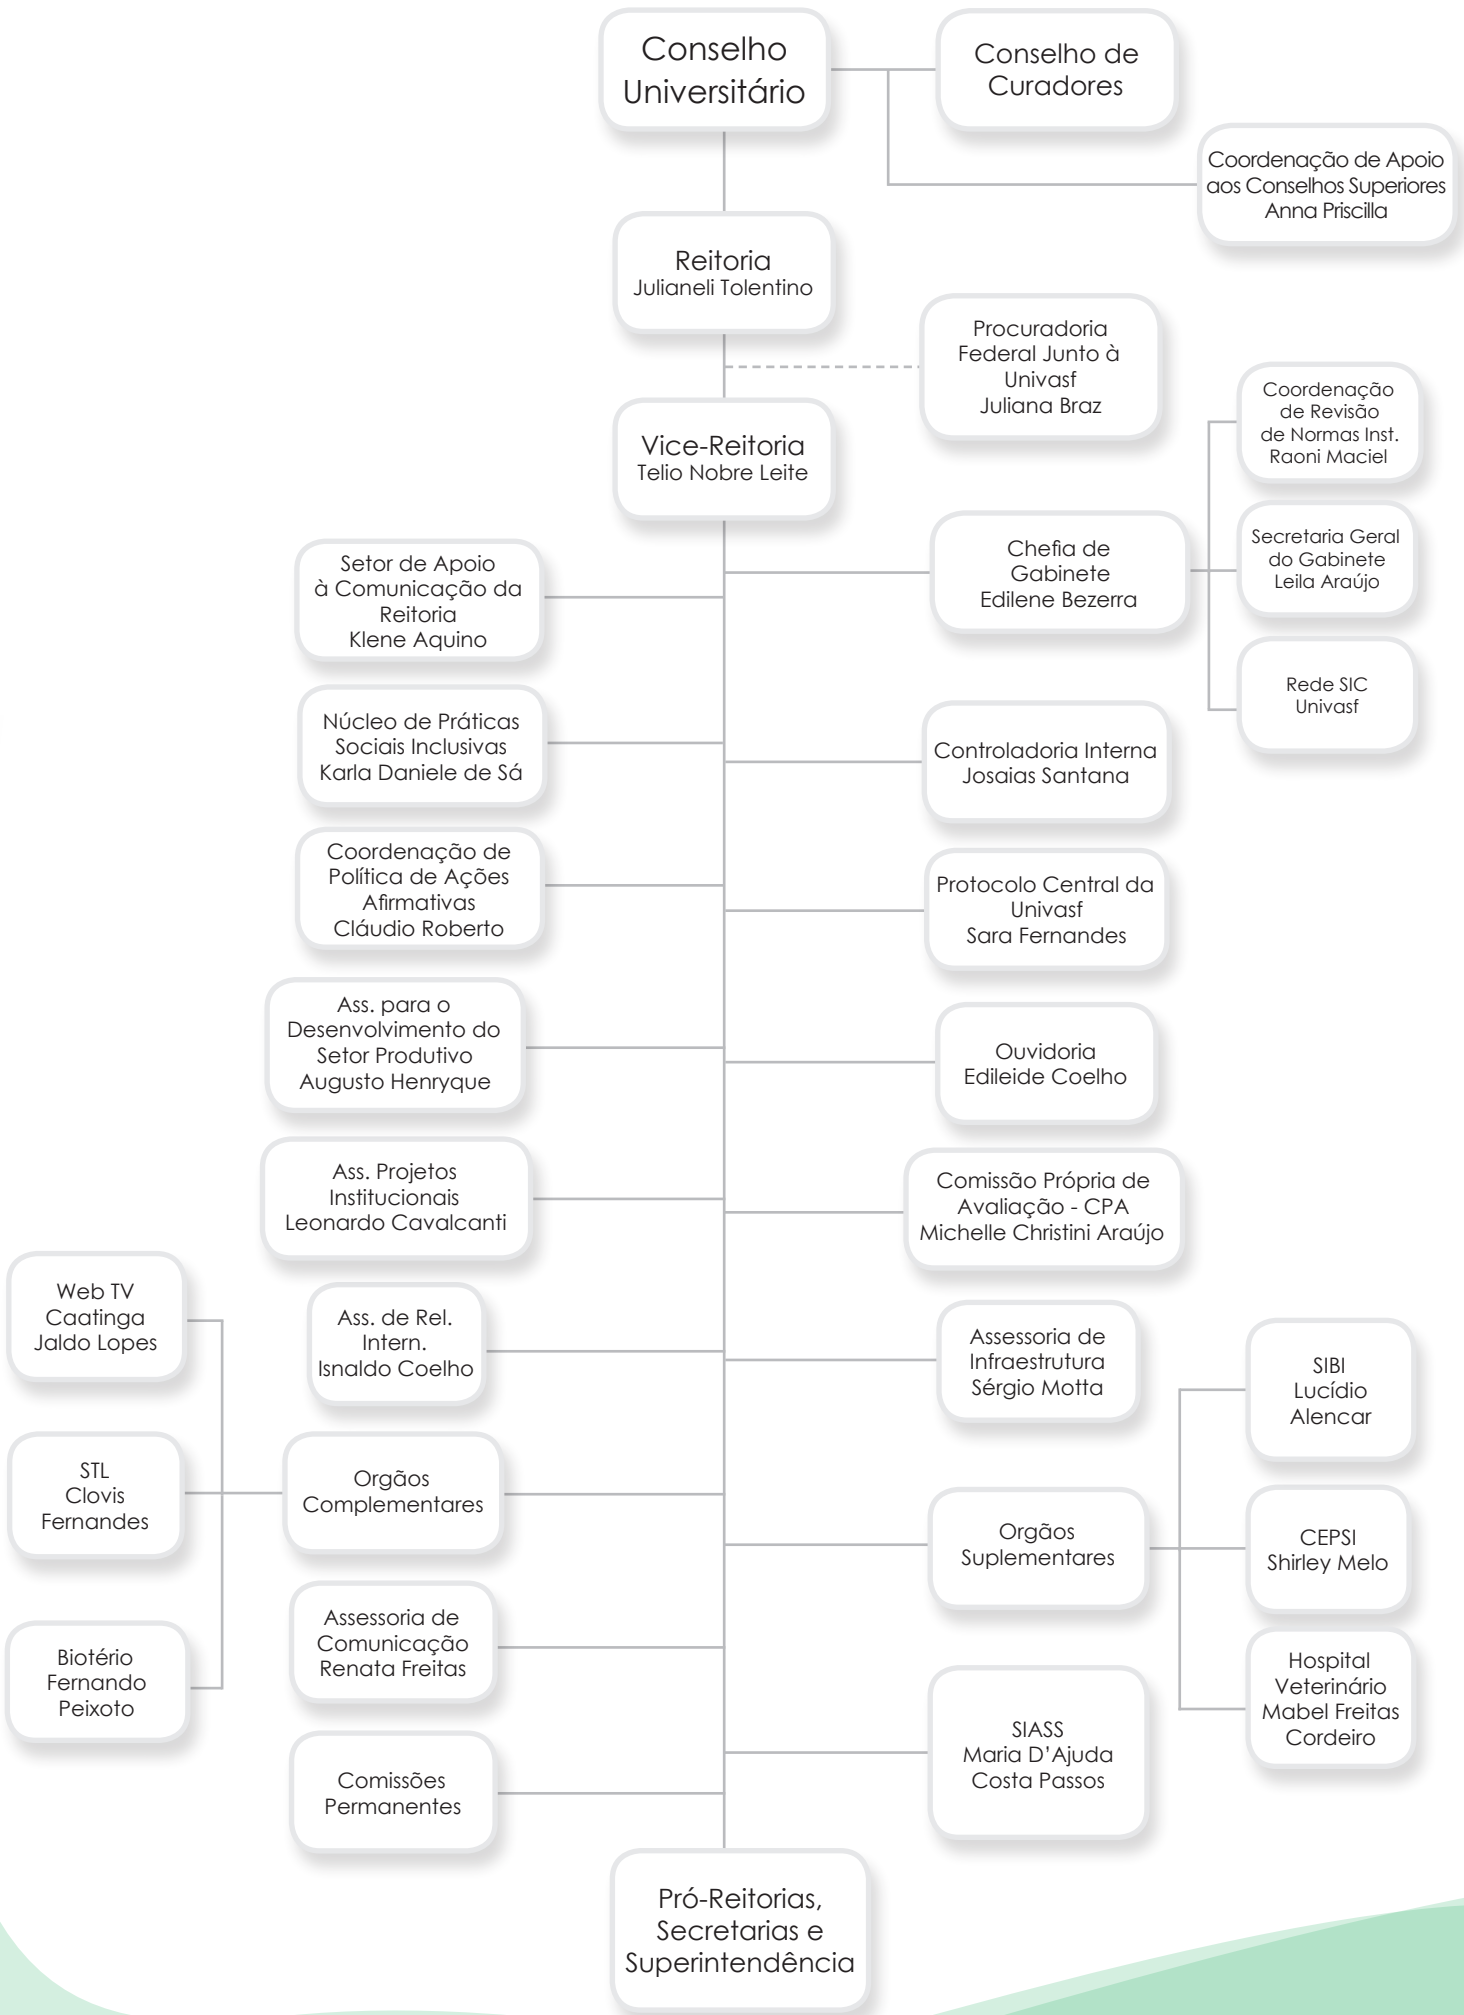 Conselho
Universitário
Conselho de
Curadores
Coordenação de Apoio
aos Conselhos Superiores
Anna Priscilla
Reitoria
Julianeli Tolentino
Procuradoria
Federal Junto à
Univasf
Juliana Braz
Vice-Reitoria
Telio Nobre Leite
Coordenação
de Revisão
de Normas Inst.
Raoni Maciel
Chefia de
Gabinete
Edilene Bezerra
Secretaria Geral
do Gabinete
Leila Araújo
Rede SIC
Univasf
Setor de Apoio
à Comunicação da
Reitoria
Klene Aquino
Núcleo de Práticas
Sociais Inclusivas
Karla Daniele de Sá
Controladoria Interna
Josaias Santana
Coordenação de
Política de Ações
Afirmativas
Cláudio Roberto
Protocolo Central da
Univasf
Sara Fernandes
Ass. para o
Desenvolvimento do
Setor Produtivo
Augusto Henryque
Ouvidoria
Edileide Coelho
Ass. Projetos
Institucionais
Leonardo Cavalcanti
Comissão Própria de
Avaliação - CPA
Michelle Christini Araújo
Web TV
Caatinga
Jaldo Lopes
Ass. de Rel.
Intern.
Isnaldo Coelho
Assessoria de
Infraestrutura
Sérgio Motta
SIBI
Lucídio
Alencar
STL
Clovis
Fernandes
Orgãos
Complementares
Orgãos
Suplementares
CEPSI
Shirley Melo
Biotério
Fernando
Peixoto
Assessoria de
Comunicação
Renata Freitas
Hospital
Veterinário
Mabel Freitas
Cordeiro
SIASS
Maria D’Ajuda
Costa Passos
Comissões
Permanentes
Pró-Reitorias,
Secretarias e
Superintendência